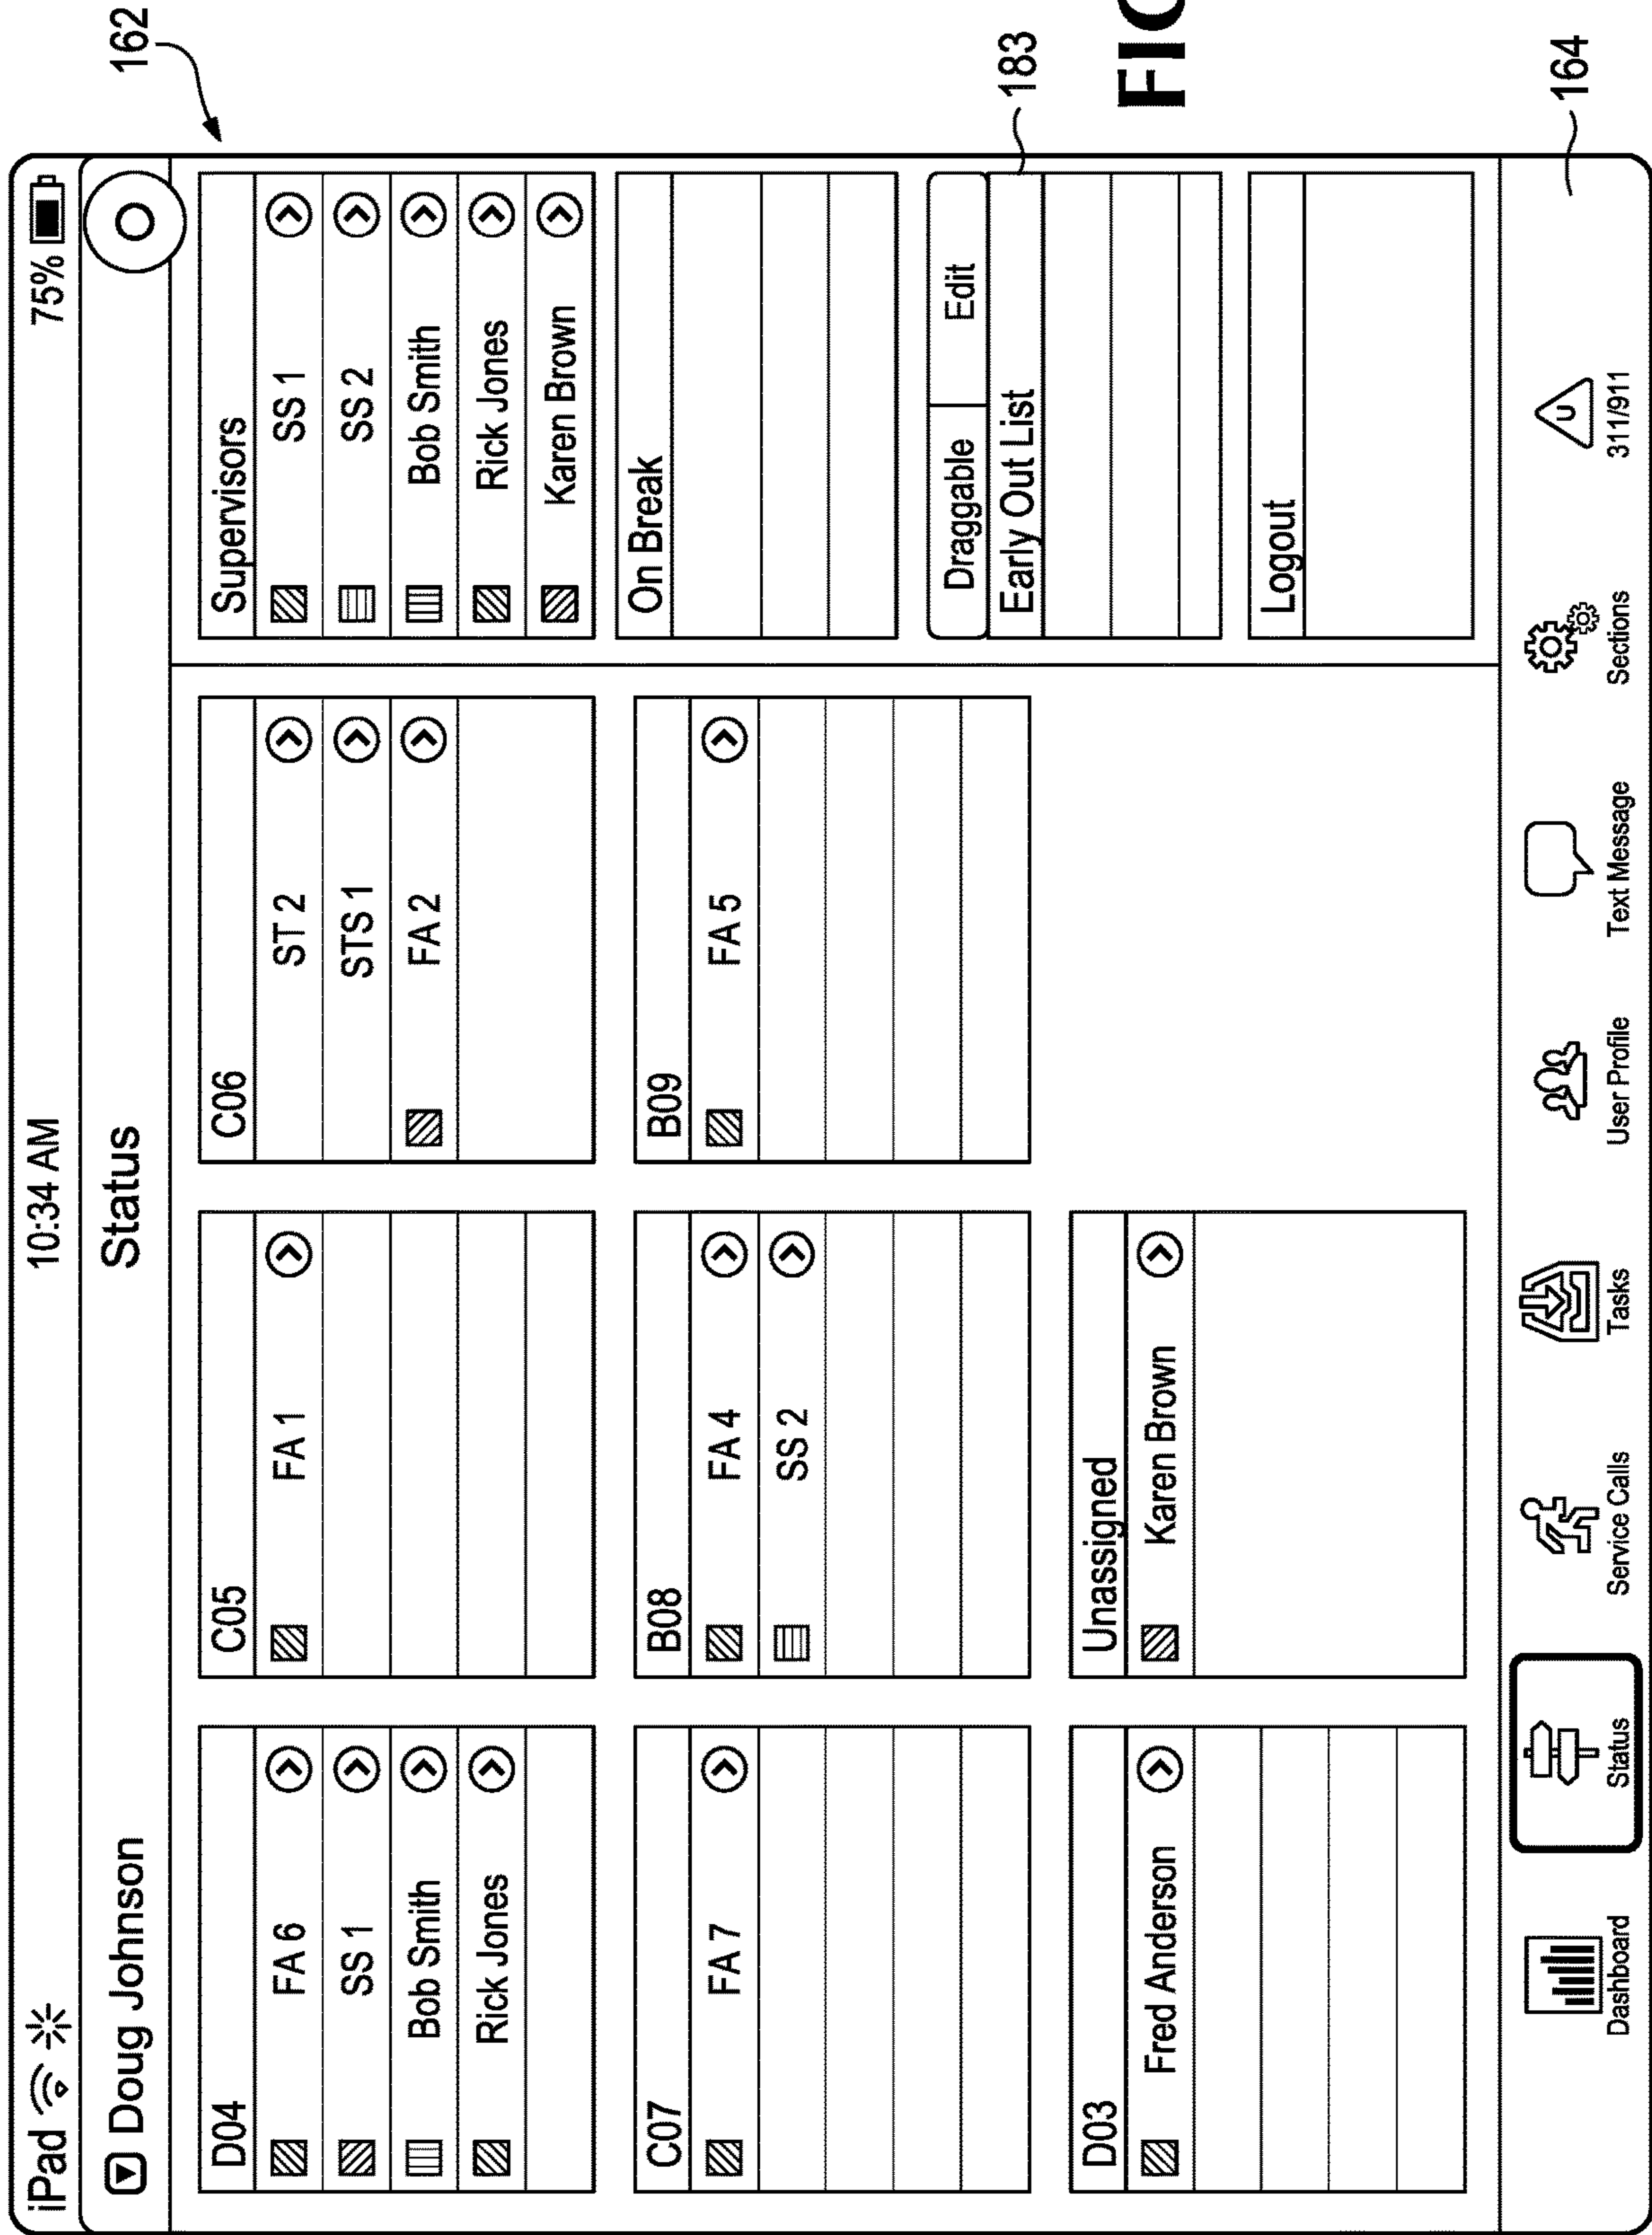 iPad 10:34 AM 75%
Doug Johnson Status
162
D04
FA 6
SS 1
Bob Smith
Rick Jones
C05
FA 1
C06
ST 2
STS 1
FA 2
Supervisors
SS 1
SS 2
Bob Smith
Rick Jones
Karen Brown
C07
FA 7
B08
FA 4
SS 2
B09
FA 5
On Break
D03
Fred Anderson
Unassigned
Karen Brown
Draggable Edit
Early Out List
183
Logout
Dashboard Status Service Calls Tasks User Profile Text Message Sections U 311/911
164